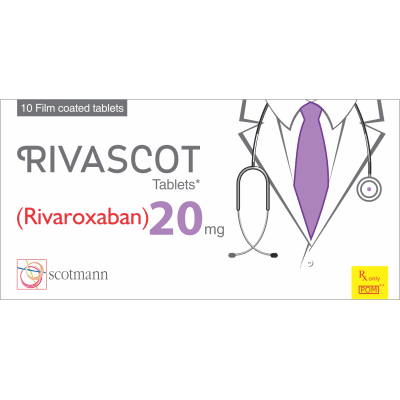 10 Film coated tablets
RIVASCOT
Tablets*
(Rivaroxaban) 20 mg
scotmann
Rx only
POM**